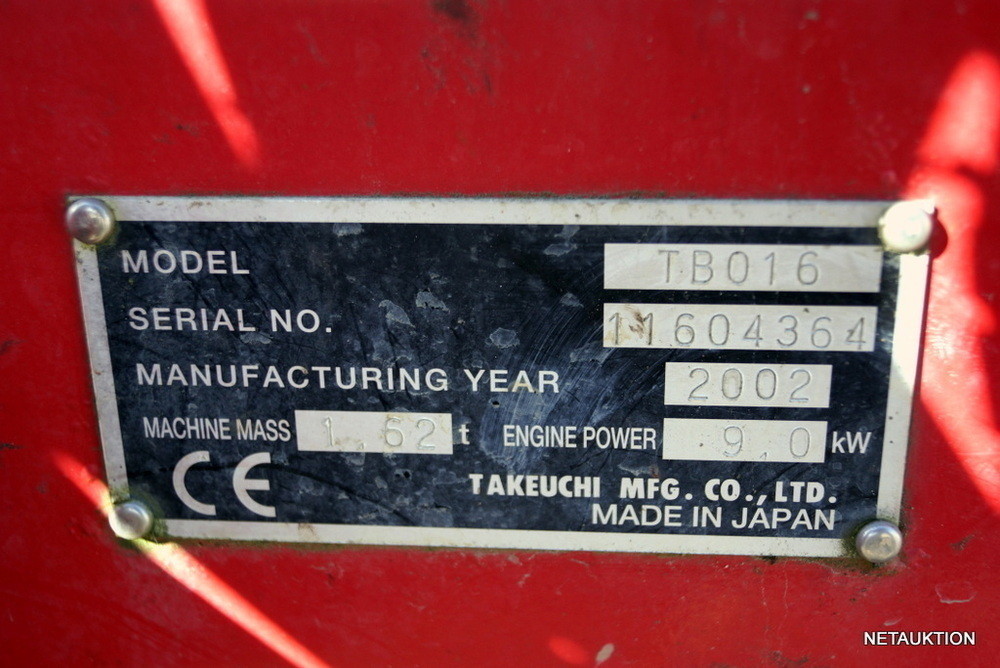 MODEL TB016
SERIAL NO. 11604364
MANUFACTURING YEAR 2002
MACHINE MASS 1,62 t ENGINE POWER 9,0 kW
CE
TAKEUCHI MFG. CO., LTD.
MADE IN JAPAN
NETAUKTION